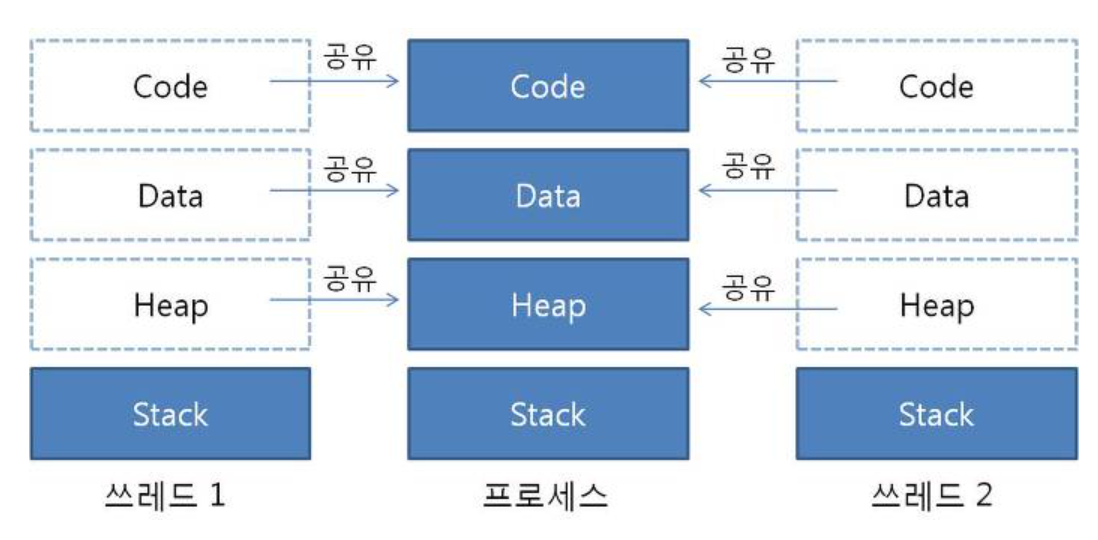 공유 공유
Code Code Code
공유 공유
Data Data Data
공유 공유
Heap Heap Heap
Stack Stack Stack
쓰레드 1 프로세스 쓰레드 2